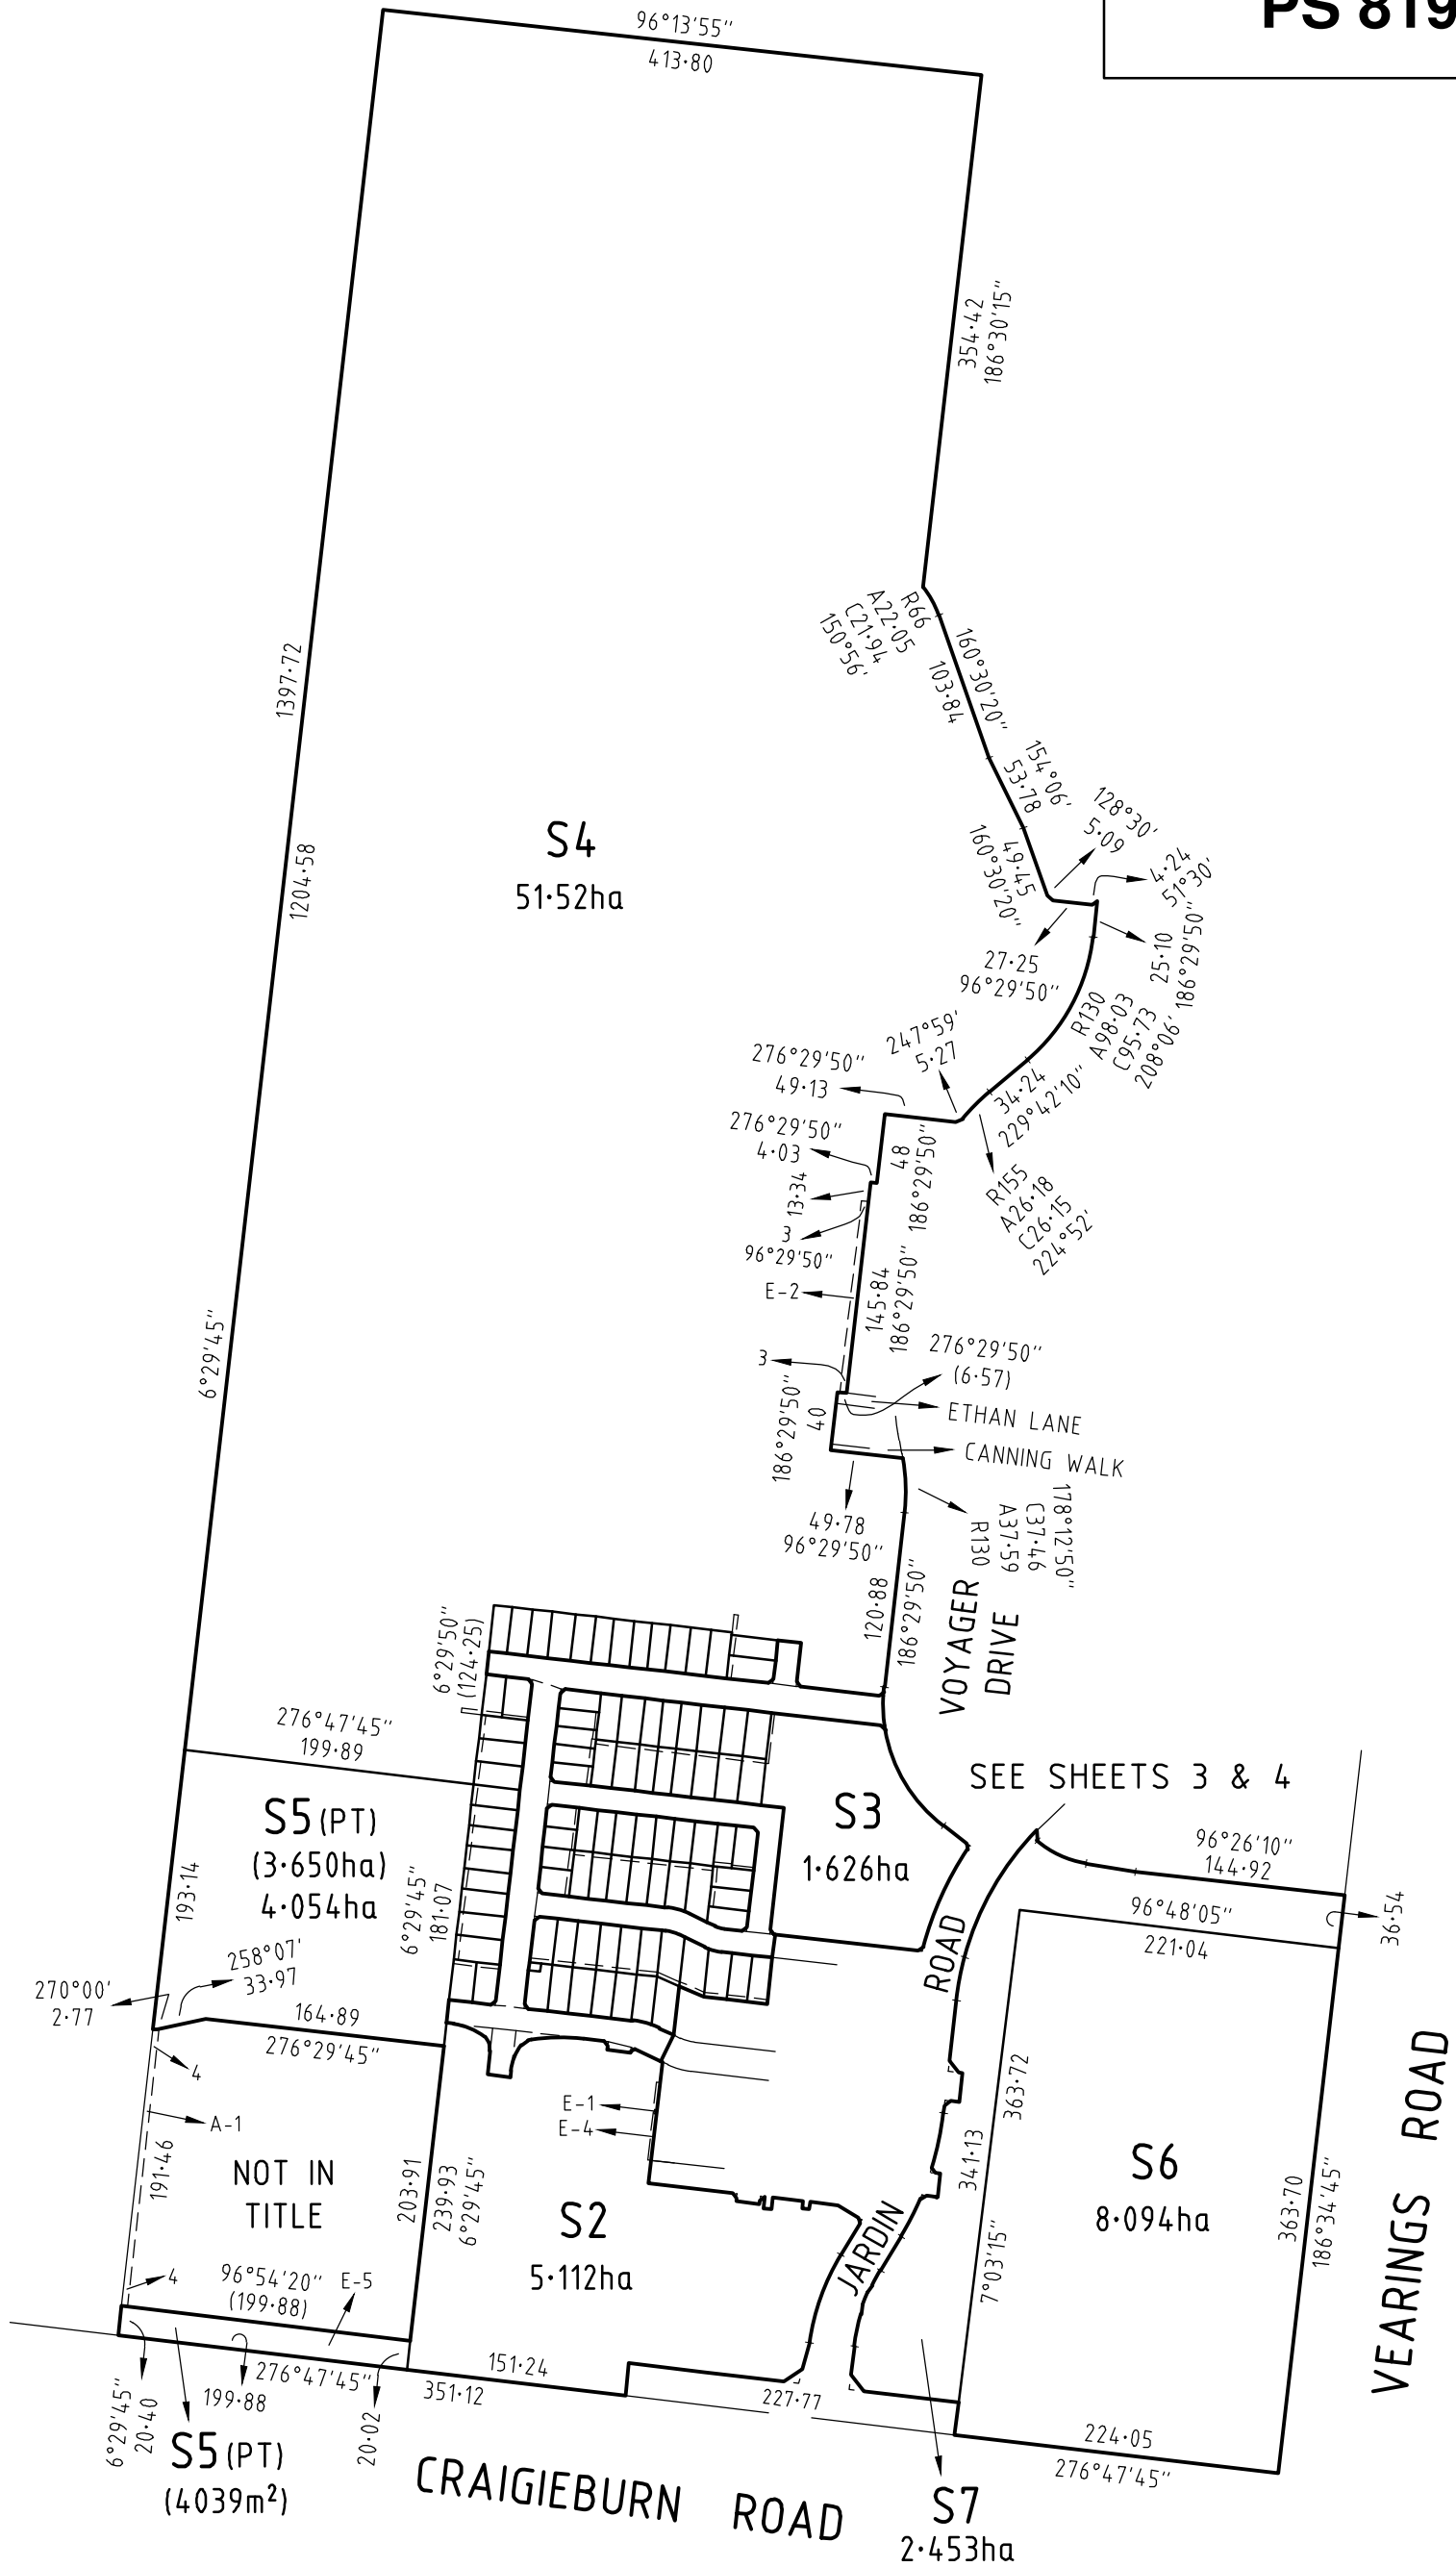 PS 819
96°13'55"
413·80
354·42
186°30'15"
1397·72
1204·58
6°29'45"
R66
A22·05
C21·94
150°56'
160°30'20"
103·84
154°06'
53·78
S4
51·52ha
128°30'
5·09
49·45
160°30'20"
4·24
51°30'
27·25
96°29'50"
25·10
186°29'50"
R130
A98·03
C95·73
208°06'
247°59'
5·27
34·24
229°42'10"
276°29'50"
49·13
276°29'50"
4·03
48
186°29'50"
R155
A26·18
C26·15
224°52'
13·34
3
96°29'50"
E-2
145·84
186°29'50"
276°29'50"
(6·57)
3
ETHAN LANE
186°29'50"
40
CANNING WALK
49·78
96°29'50"
178°12'50"
C37·46
A37·59
R130
120·88
186°29'50"
VOYAGER
DRIVE
6°29'50"
(124·25)
276°47'45"
199·89
SEE SHEETS 3 & 4
S5 (PT)
(3·650ha)
4·054ha
S3
1·626ha
96°26'10"
144·92
193·14
6°29'45"
181·07
96°48'05"
221·04
36·54
258°07'
33·97
270°00'
2·77
164·89
276°29'45"
ROAD
4
A-1
E-1
E-4
363·72
341·13
7°03'15"
NOT IN
TITLE
191·46
203·91
239·93
6°29'45"
S6
8·094ha
363·70
186°34'45"
VEARINGS ROAD
S2
5·112ha
JARDIN
4
96°54'20"
(199·88)
E-5
276°47'45"
199·88
6°29'45"
20·40
20·02
151·24
351·12
227·77
224·05
276°47'45"
S5 (PT)
(4039m²)
CRAIGIEBURN ROAD
S7
2·453ha